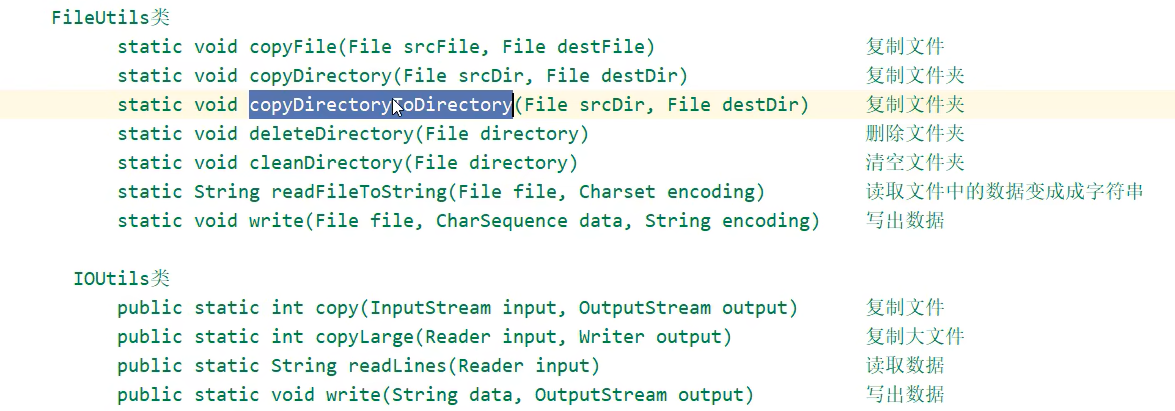 FileUtils类
static void copyFile(File srcFile, File destFile) 复制文件
static void copyDirectory(File srcDir, File destDir) 复制文件夹
static void copyDirectoryToDirectory(File srcDir, File destDir) 复制文件夹
static void deleteDirectory(File directory) 删除文件夹
static void cleanDirectory(File directory) 清空文件夹
static String readFileToString(File file, Charset encoding) 读取文件中的数据变成成字符串
static void write(File file, CharSequence data, String encoding) 写出数据
IOUtils类
public static int copy(InputStream input, OutputStream output) 复制文件
public static int copyLarge(Reader input, Writer output) 复制大文件
public static String readLines(Reader input) 读取数据
public static void write(String data, OutputStream output) 写出数据